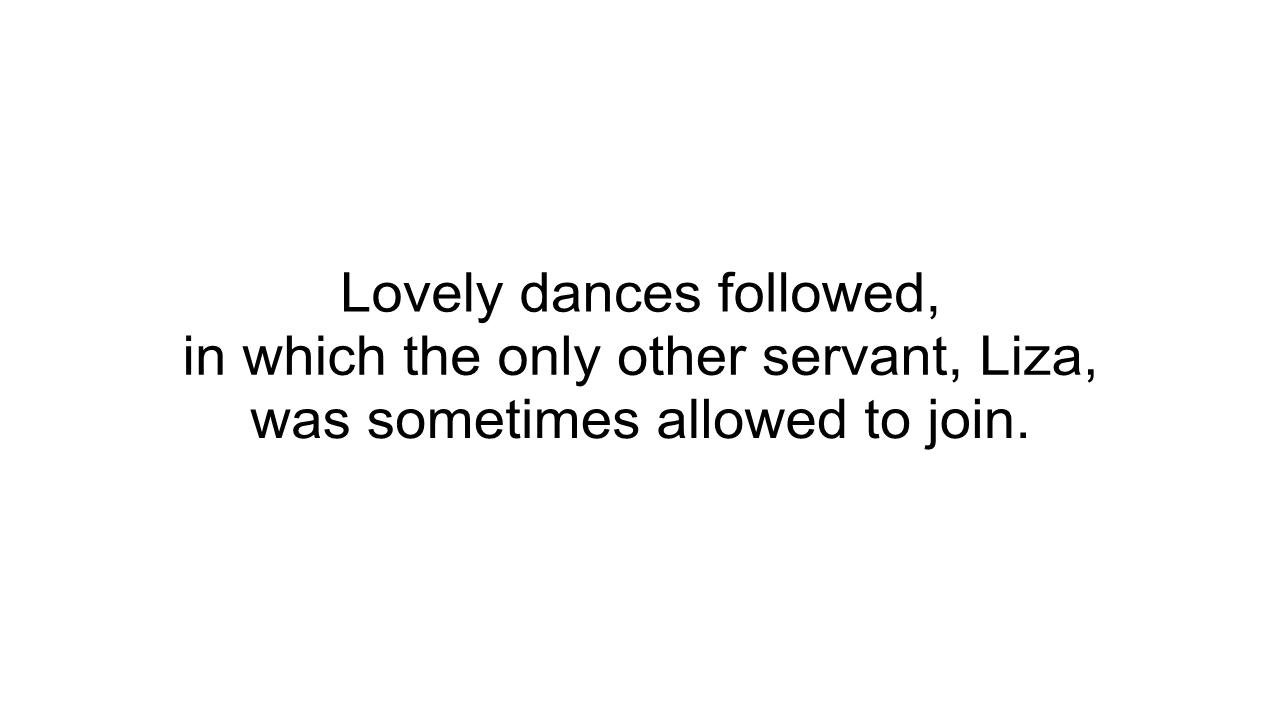 Lovely dances followed,
in which the only other servant, Liza,
was sometimes allowed to join.